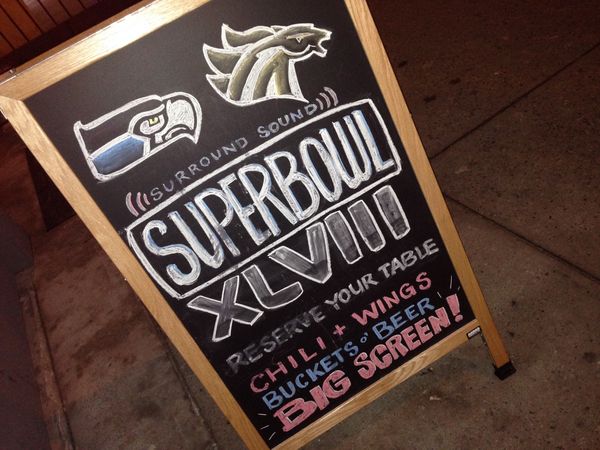 SURROUND SOUND
SUPERBOWL
XLVIII
RESERVE YOUR TABLE
CHILI + WINGS
BUCKETS O' BEER
BIG SCREEN!